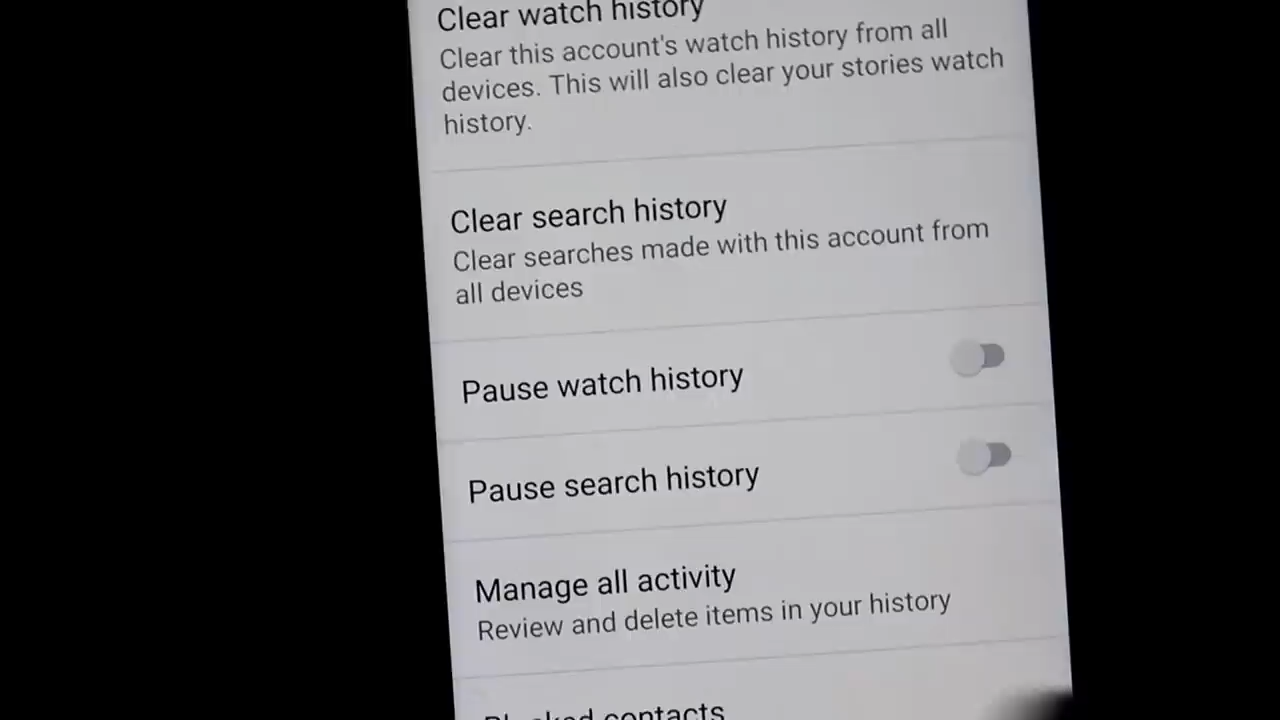 Clear watch history
Clear this account's watch history from all
devices. This will also clear your stories watch
history.
Clear search history
Clear searches made with this account from
all devices
Pause watch history
Pause search history
Manage all activity
Review and delete items in your history
Blocked contacts